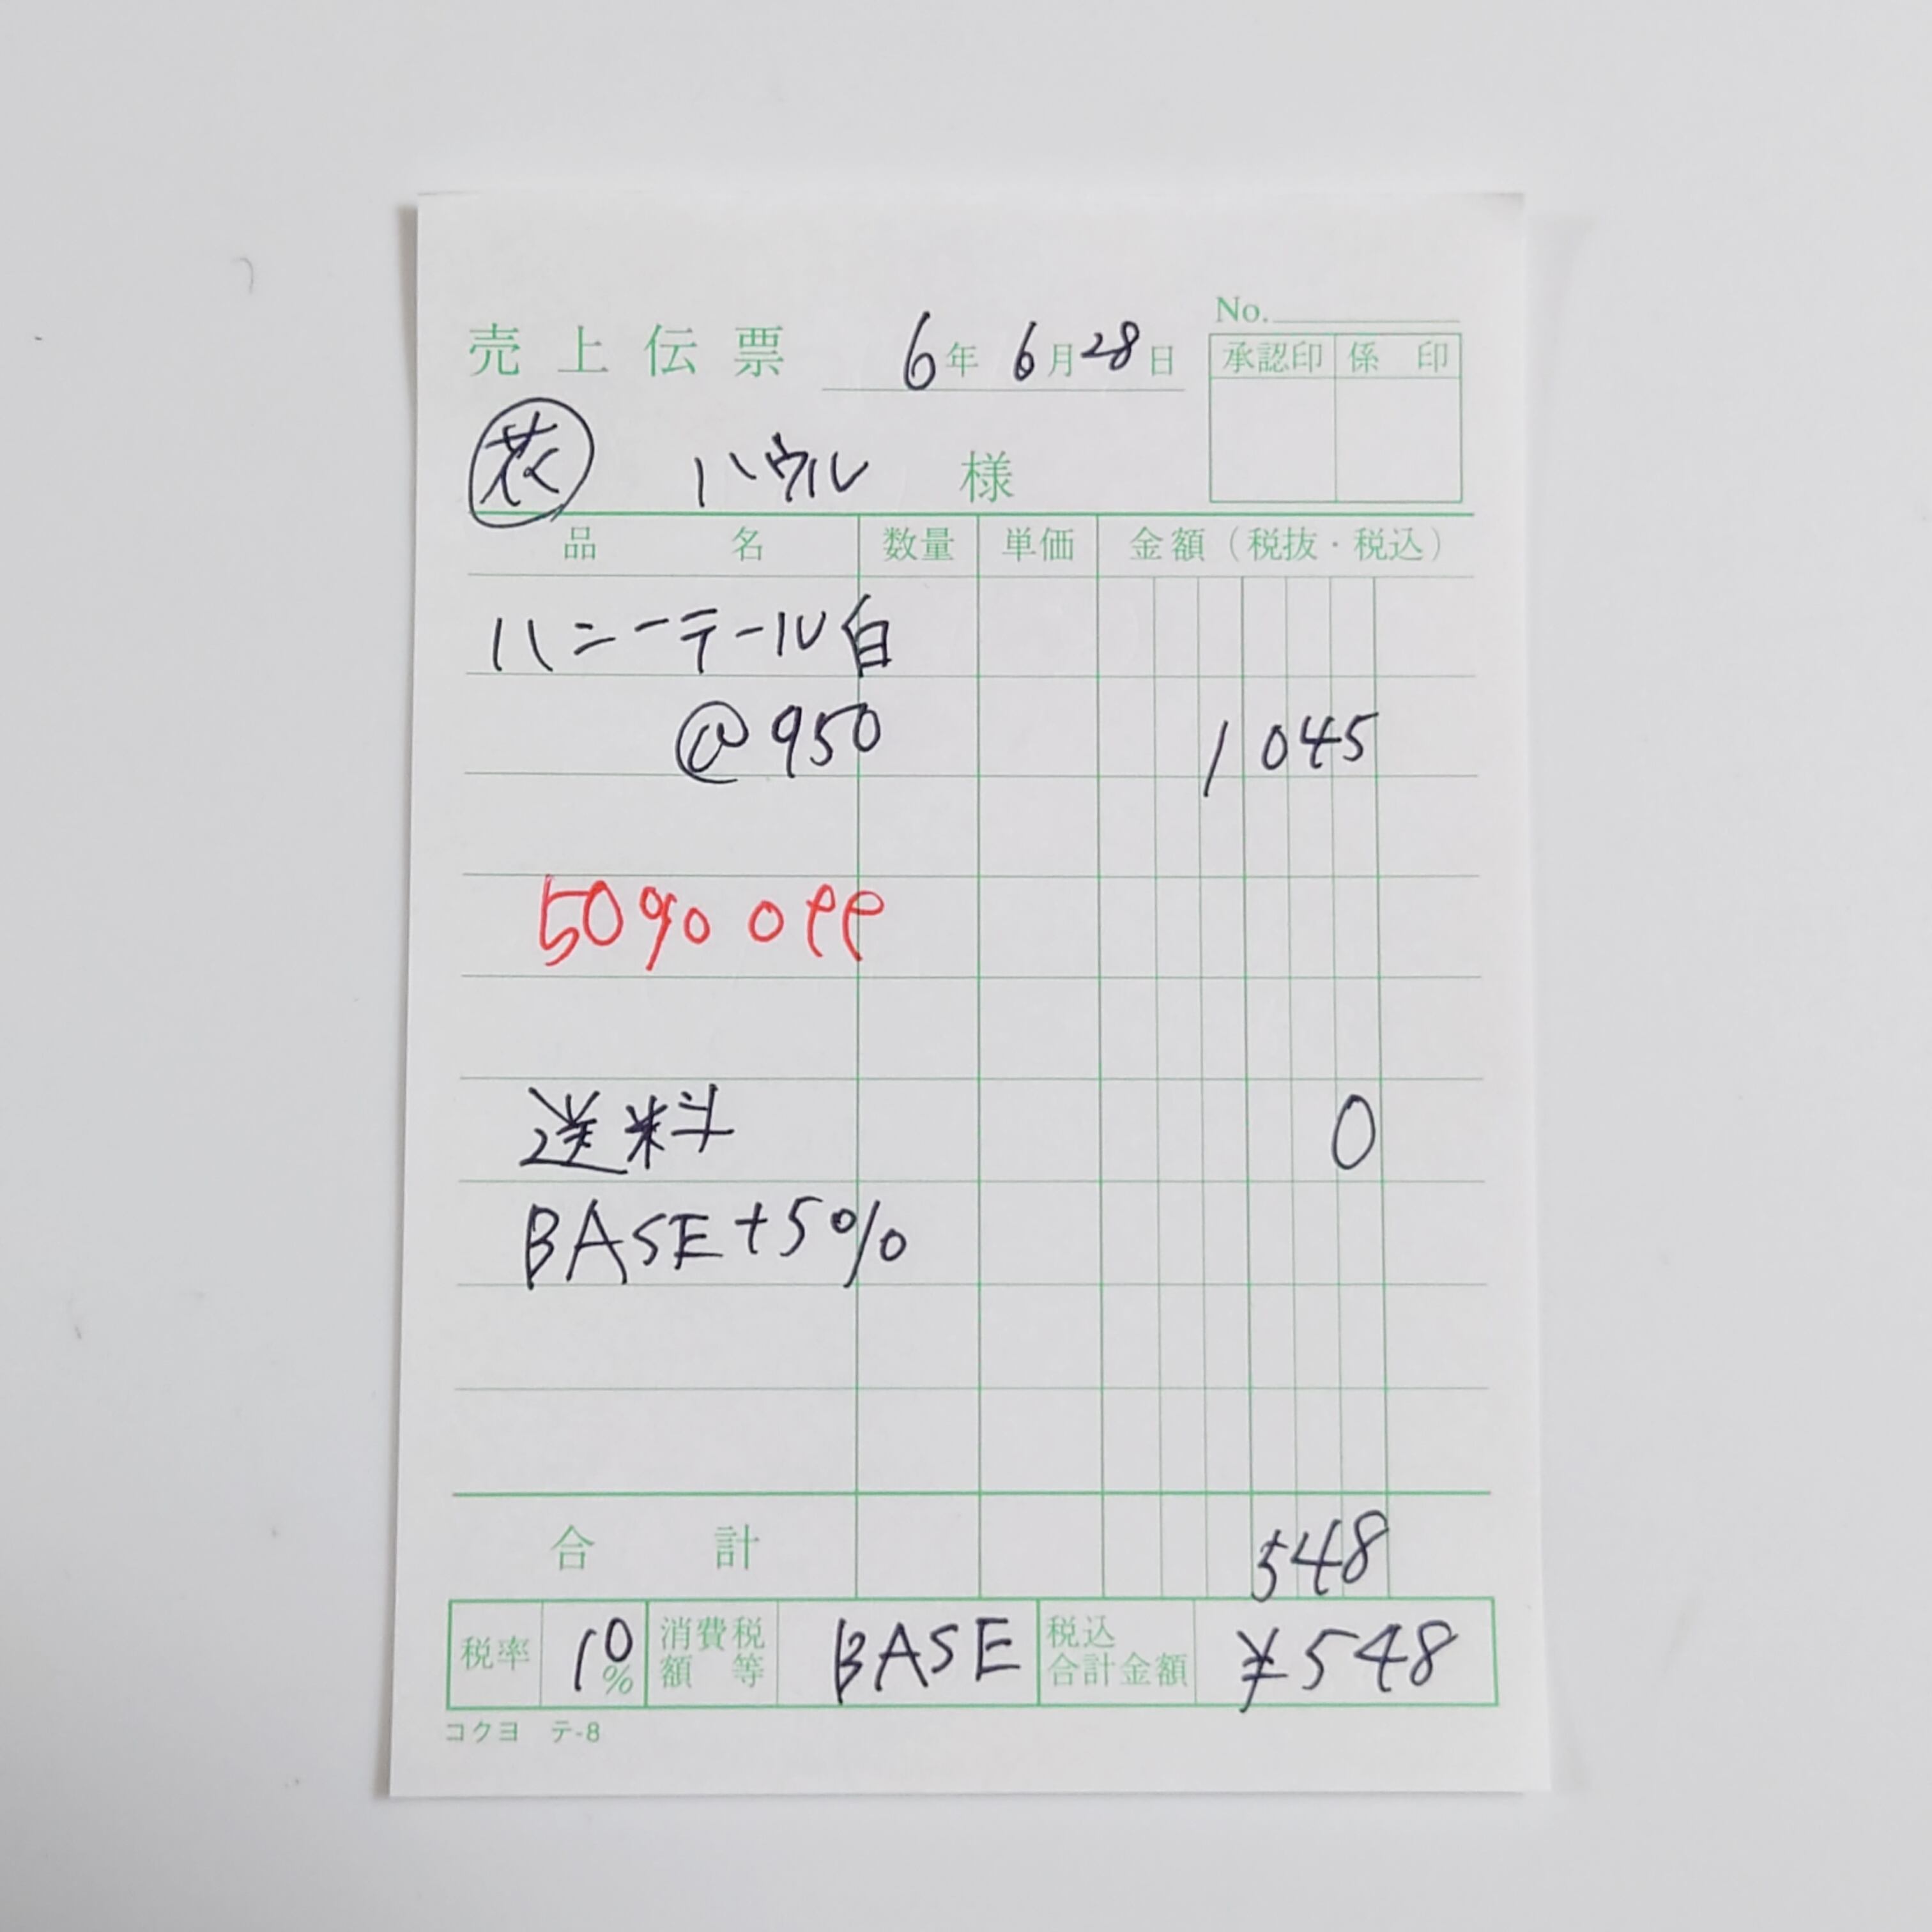 No.
売上伝票 6年 6月28日
承認印 係印
花 ハウル 様
品名 数量 単価 金額(税抜・税込)
ハニーテール白
@950 1045
50% off
送料 0
BASE+5%
合計 548
税率 10% 消費税額等 BASE 税込合計金額 ¥548
コクヨ テ-8